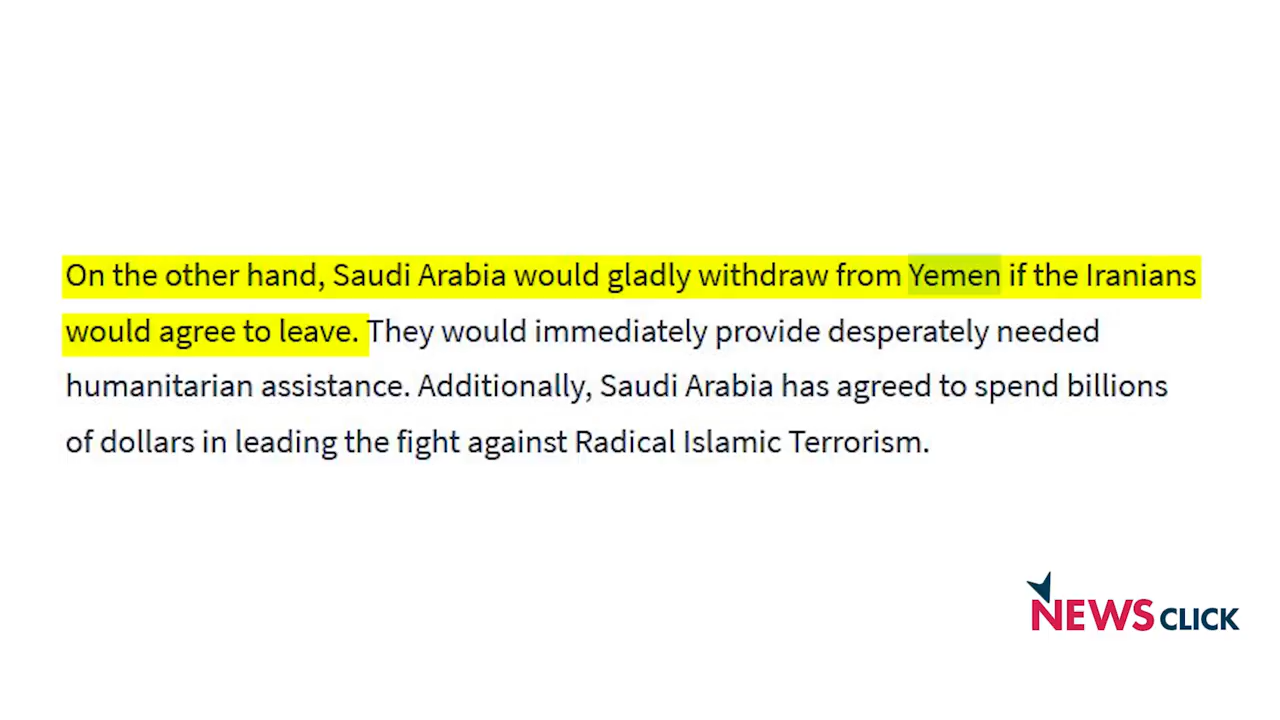 On the other hand, Saudi Arabia would gladly withdraw from Yemen if the Iranians
would agree to leave. They would immediately provide desperately needed
humanitarian assistance. Additionally, Saudi Arabia has agreed to spend billions
of dollars in leading the fight against Radical Islamic Terrorism.
NEWSCLICK